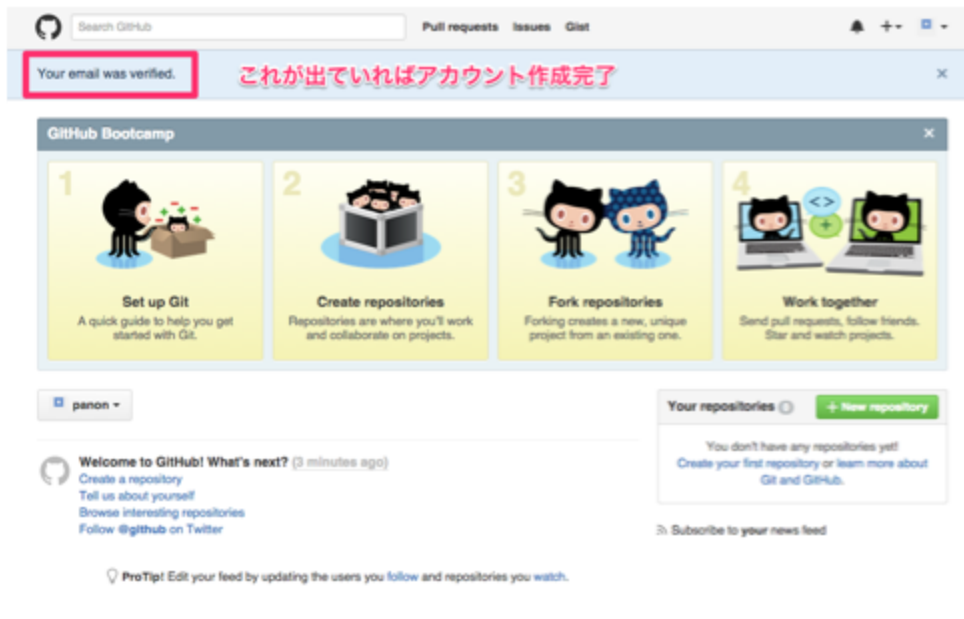 Search GitHub
Pull requests Issues Gist
Your email was verified.
これが出ていればアカウント作成完了
GitHub Bootcamp
1
Set up Git
A quick guide to help you get
started with Git.
2
Create repositories
Repositories are where you'll work
and collaborate on projects.
3
Fork repositories
Forking creates a new, unique
project from an existing one.
4
Work together
Send pull requests, follow friends.
Star and watch projects.
panon
Welcome to GitHub! What's next? (3 minutes ago)
Create a repository
Tell us about yourself
Browse interesting repositories
Follow @github on Twitter
ProTip! Edit your feed by updating the users you follow and repositories you watch.
Your repositories
+ New repository
You don't have any repositories yet!
Create your first repository or learn more about
Git and GitHub.
Subscribe to your news feed